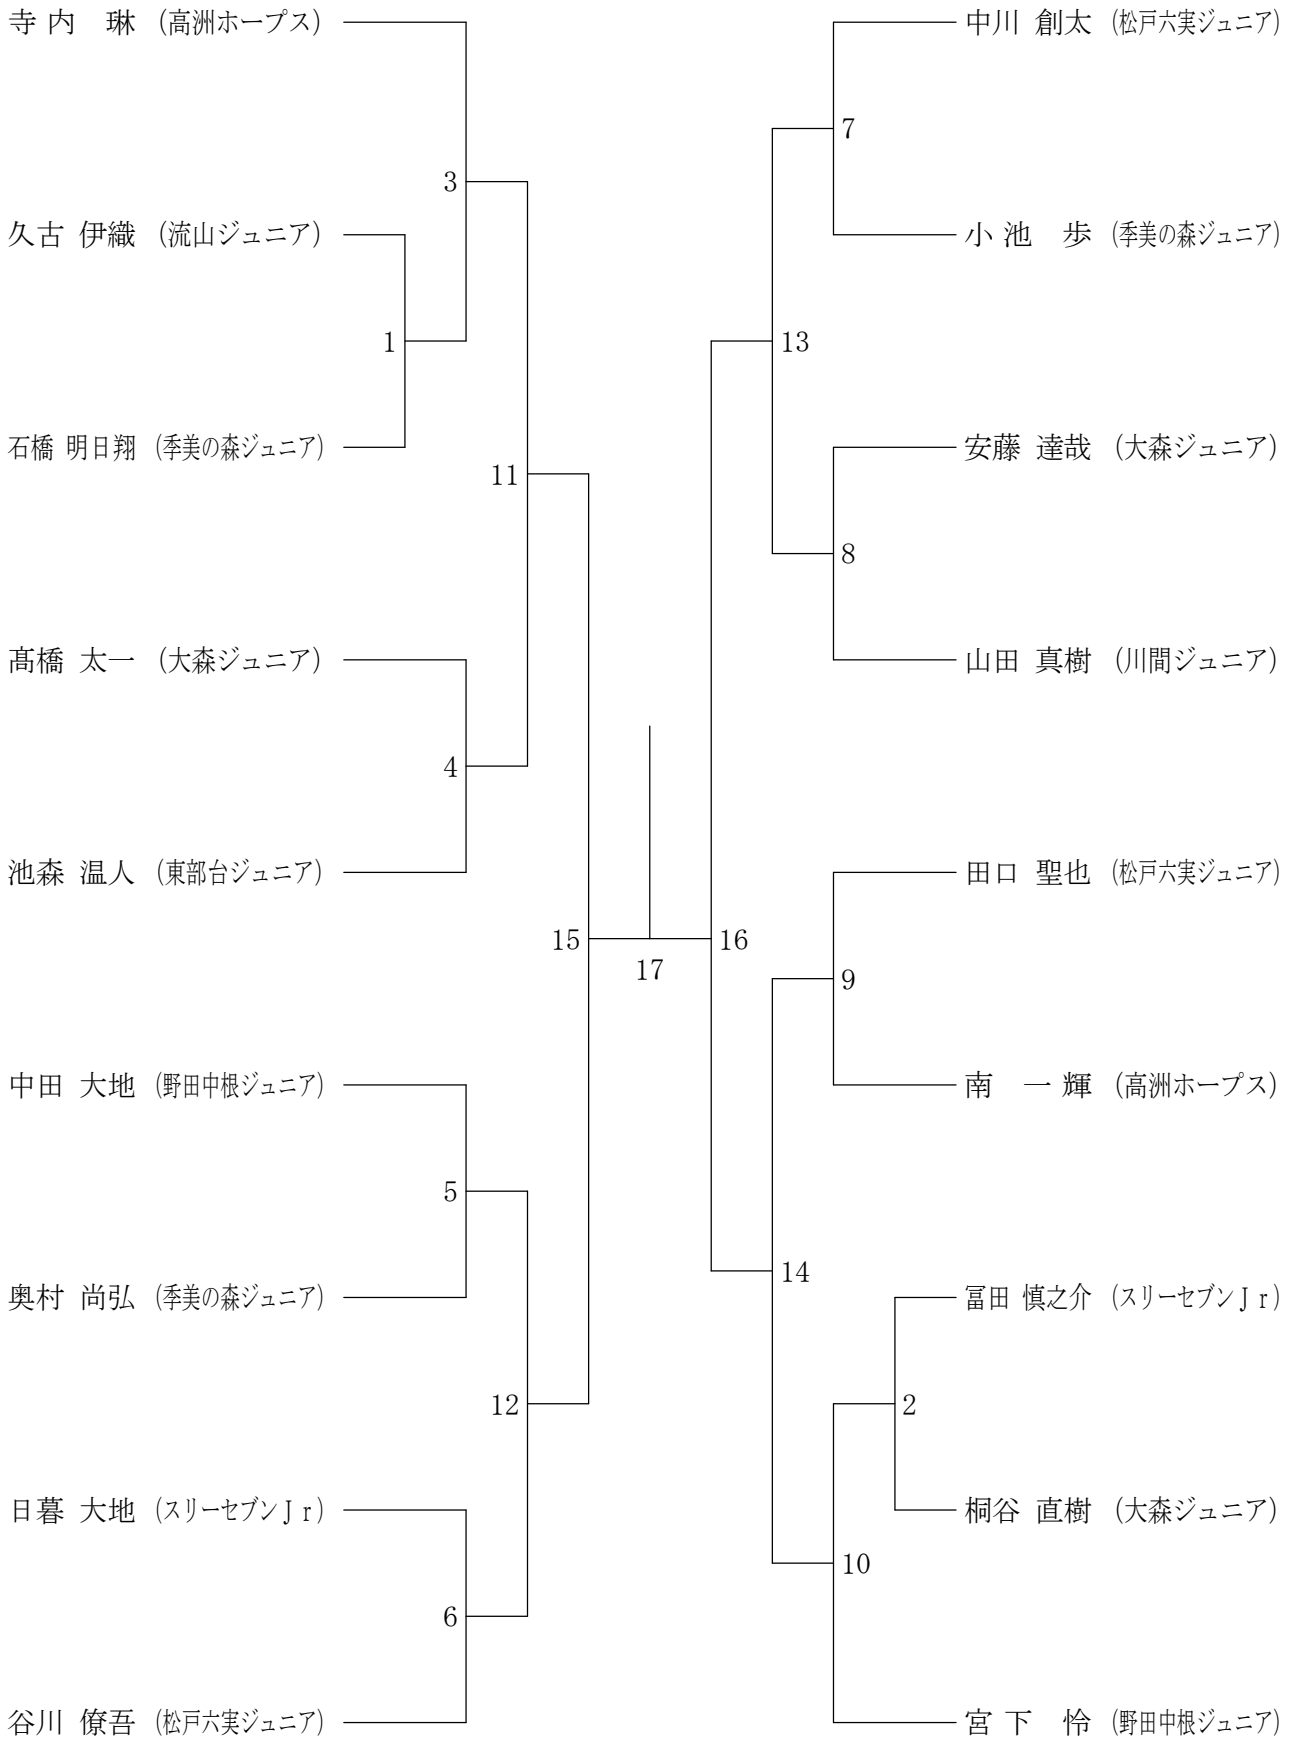 寺内 琳 (高洲ホープス)
3
久古 伊織 (流山ジュニア)
1
石橋 明日翔 (季美の森ジュニア)
11
髙橋 太一 (大森ジュニア)
4
池森 温人 (東部台ジュニア)
15
中田 大地 (野田中根ジュニア)
5
奥村 尚弘 (季美の森ジュニア)
12
日暮 大地 (スリーセブンJr)
6
谷川 僚吾 (松戸六実ジュニア)
17
中川 創太 (松戸六実ジュニア)
7
小池 歩 (季美の森ジュニア)
13
安藤 達哉 (大森ジュニア)
8
山田 真樹 (川間ジュニア)
16
田口 聖也 (松戸六実ジュニア)
9
南 一輝 (高洲ホープス)
14
冨田 慎之介 (スリーセブンJr)
2
桐谷 直樹 (大森ジュニア)
10
宮下 怜 (野田中根ジュニア)